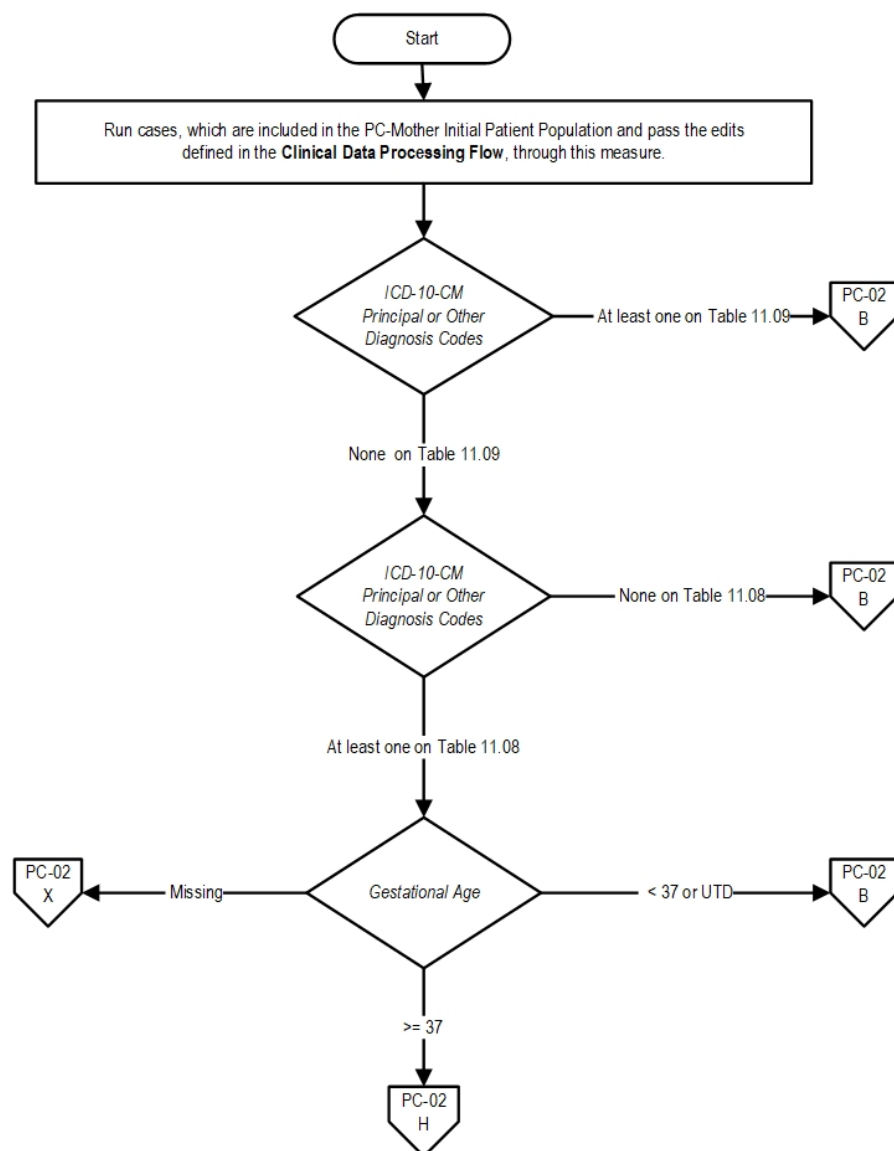 Start
Run cases, which are included in the PC-Mother Initial Patient Population and pass the edits
defined in the Clinical Data Processing Flow, through this measure.
ICD-10-CM
Principal or Other
Diagnosis Codes
At least one on Table 11.09
PC-02
B
None on Table 11.09
ICD-10-CM
Principal or Other
Diagnosis Codes
None on Table 11.08
PC-02
B
At least one on Table 11.08
PC-02
X
Missing
Gestational Age
< 37 or UTD
PC-02
B
>= 37
PC-02
H